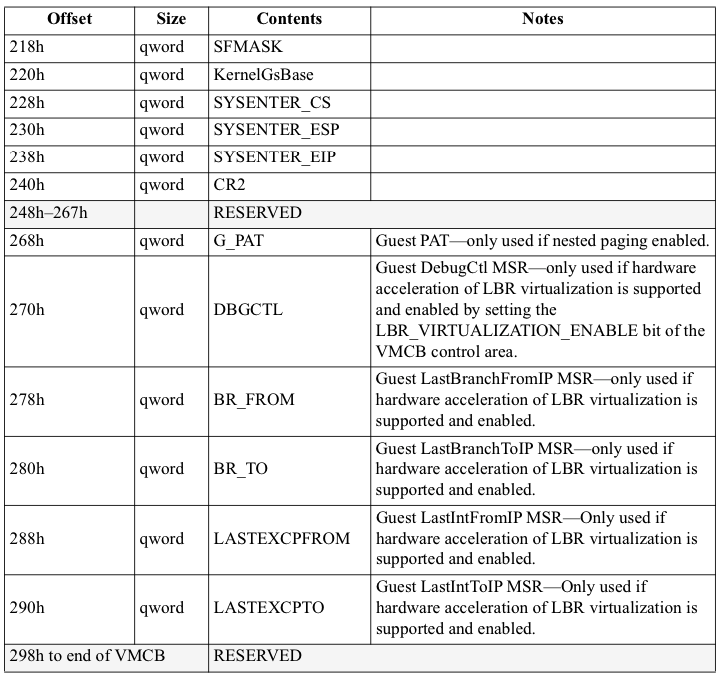 Offset Size Contents Notes
218h qword SFMASK
220h qword KernelGsBase
228h qword SYSENTER_CS
230h qword SYSENTER_ESP
238h qword SYSENTER_EIP
240h qword CR2
248h–267h RESERVED
268h qword G_PAT Guest PAT—only used if nested paging enabled.
270h qword DBGCTL Guest DebugCtl MSR—only used if hardware
acceleration of LBR virtualization is supported
and enabled by setting the
LBR_VIRTUALIZATION_ENABLE bit of the
VMCB control area.
278h qword BR_FROM Guest LastBranchFromIP MSR—only used if
hardware acceleration of LBR virtualization is
supported and enabled.
280h qword BR_TO Guest LastBranchToIP MSR—only used if
hardware acceleration of LBR virtualization is
supported and enabled.
288h qword LASTEXCPFROM Guest LastIntFromIP MSR—Only used if
hardware acceleration of LBR virtualization is
supported and enabled.
290h qword LASTEXCPTO Guest LastIntToIP MSR—Only used if
hardware acceleration of LBR virtualization is
supported and enabled.
298h to end of VMCB RESERVED